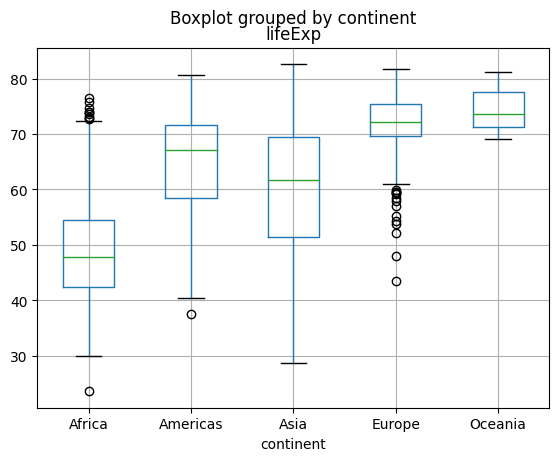 Boxplot grouped by continent
lifeExp
80
70
60
50
40
30
Africa Americas Asia Europe Oceania
continent